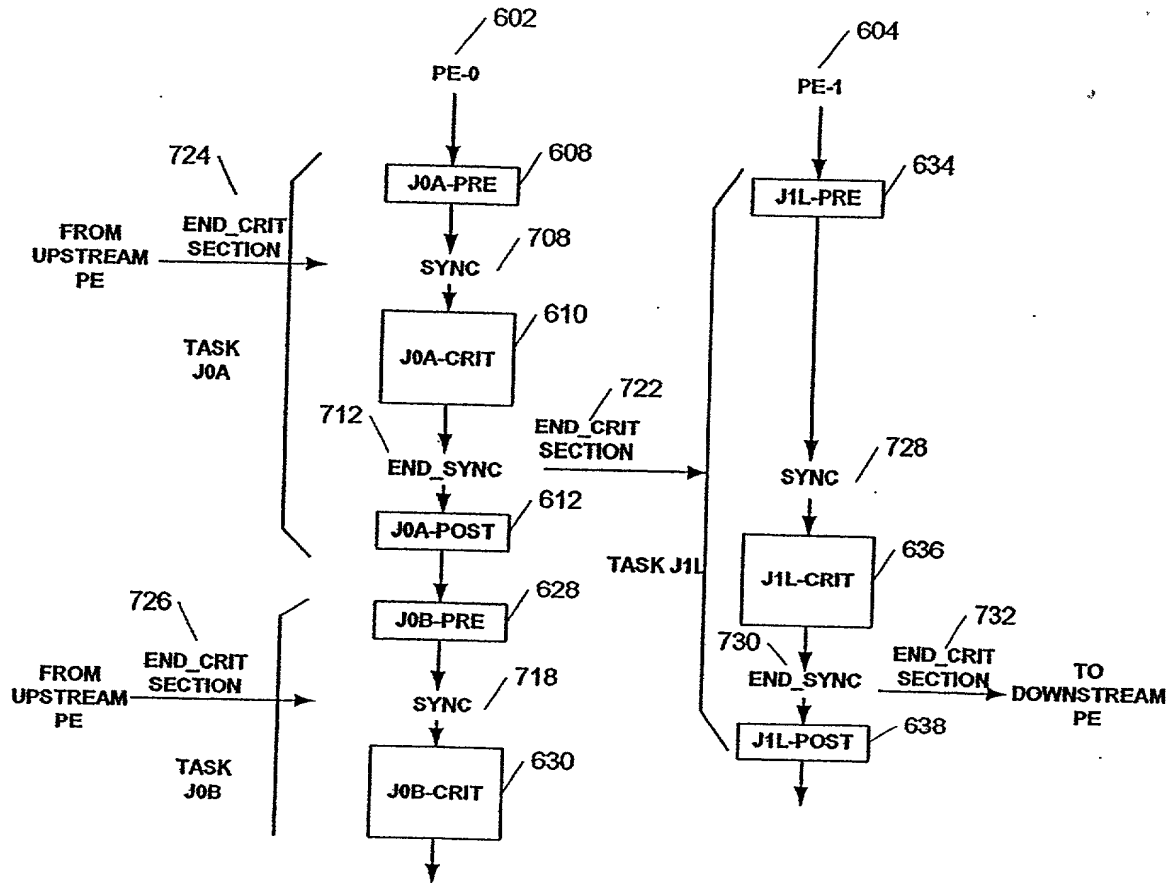 602
604
PE-0
PE-1
724
608
634
J0A-PRE
J1L-PRE
END_CRIT
SECTION
FROM
UPSTREAM
PE
708
SYNC
610
TASK
J0A
J0A-CRIT
712
722
END_CRIT
SECTION
END_SYNC
728
SYNC
612
J0A-POST
TASK J1L
636
J1L-CRIT
726
628
J0B-PRE
END_CRIT
SECTION
FROM
UPSTREAM
PE
718
SYNC
730
732
END_CRIT
SECTION
END_SYNC
TO
DOWNSTREAM
PE
638
J1L-POST
TASK
J0B
630
J0B-CRIT